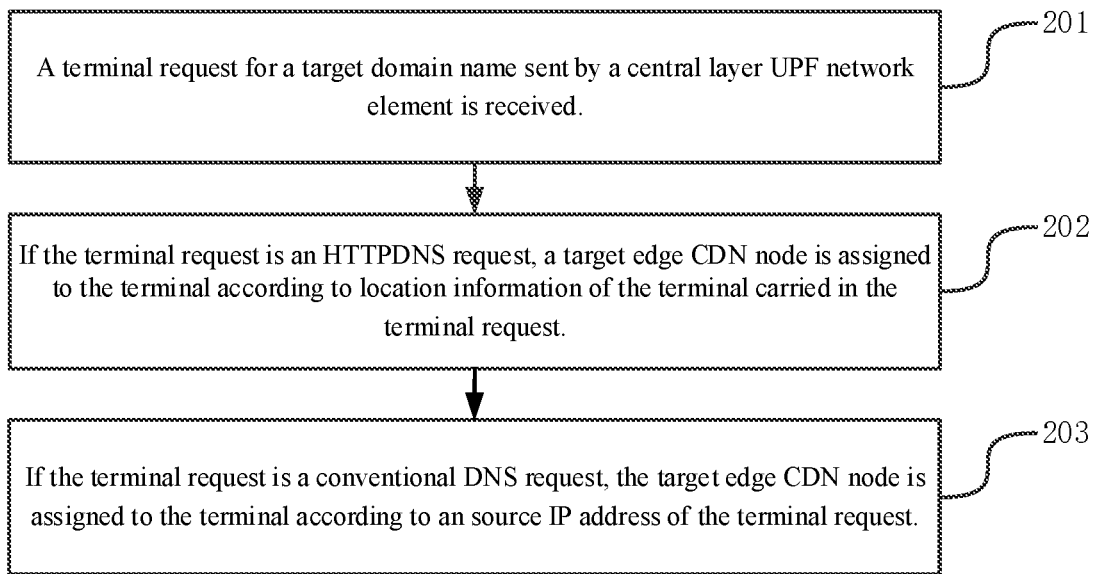 201
A terminal request for a target domain name sent by a central layer UPF network
element is received.
202
If the terminal request is an HTTPDNS request, a target edge CDN node is assigned
to the terminal according to location information of the terminal carried in the
terminal request.
203
If the terminal request is a conventional DNS request, the target edge CDN node is
assigned to the terminal according to an source IP address of the terminal request.